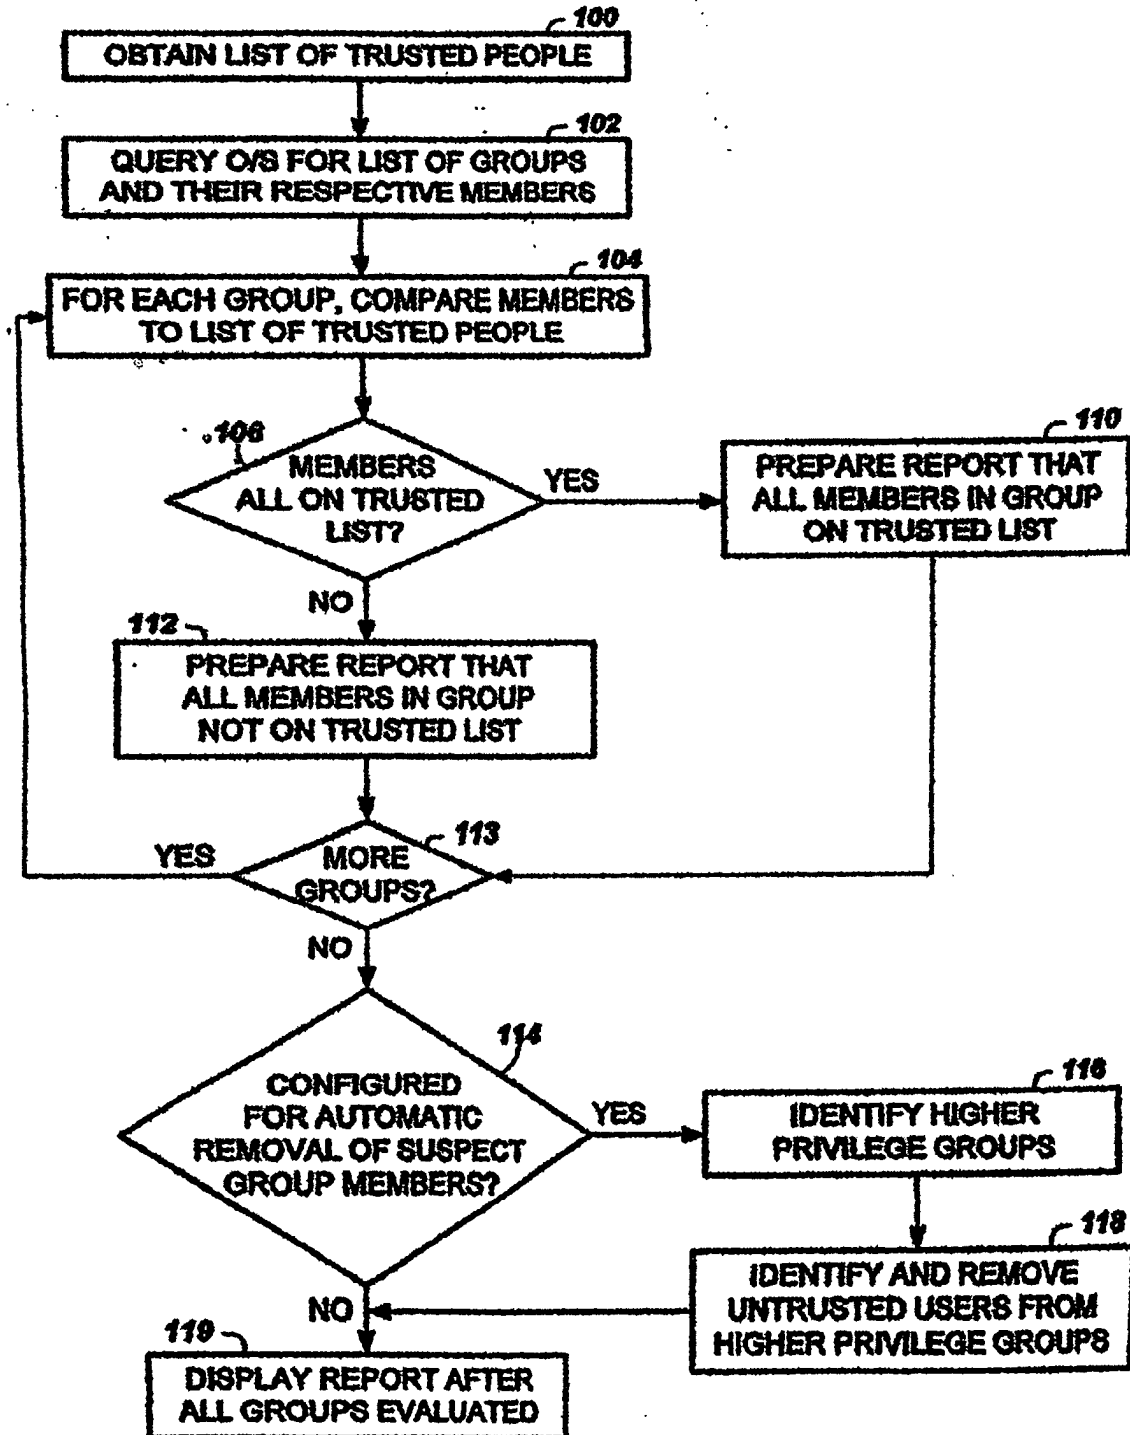 100
OBTAIN LIST OF TRUSTED PEOPLE
102
QUERY O/S FOR LIST OF GROUPS
AND THEIR RESPECTIVE MEMBERS
104
FOR EACH GROUP, COMPARE MEMBERS
TO LIST OF TRUSTED PEOPLE
106
MEMBERS
ALL ON TRUSTED
LIST?
YES
110
PREPARE REPORT THAT
ALL MEMBERS IN GROUP
ON TRUSTED LIST
NO
112
PREPARE REPORT THAT
ALL MEMBERS IN GROUP
NOT ON TRUSTED LIST
113
YES
MORE
GROUPS?
NO
114
CONFIGURED
FOR AUTOMATIC
REMOVAL OF SUSPECT
GROUP MEMBERS?
YES
116
IDENTIFY HIGHER
PRIVILEGE GROUPS
118
IDENTIFY AND REMOVE
UNTRUSTED USERS FROM
HIGHER PRIVILEGE GROUPS
NO
119
DISPLAY REPORT AFTER
ALL GROUPS EVALUATED